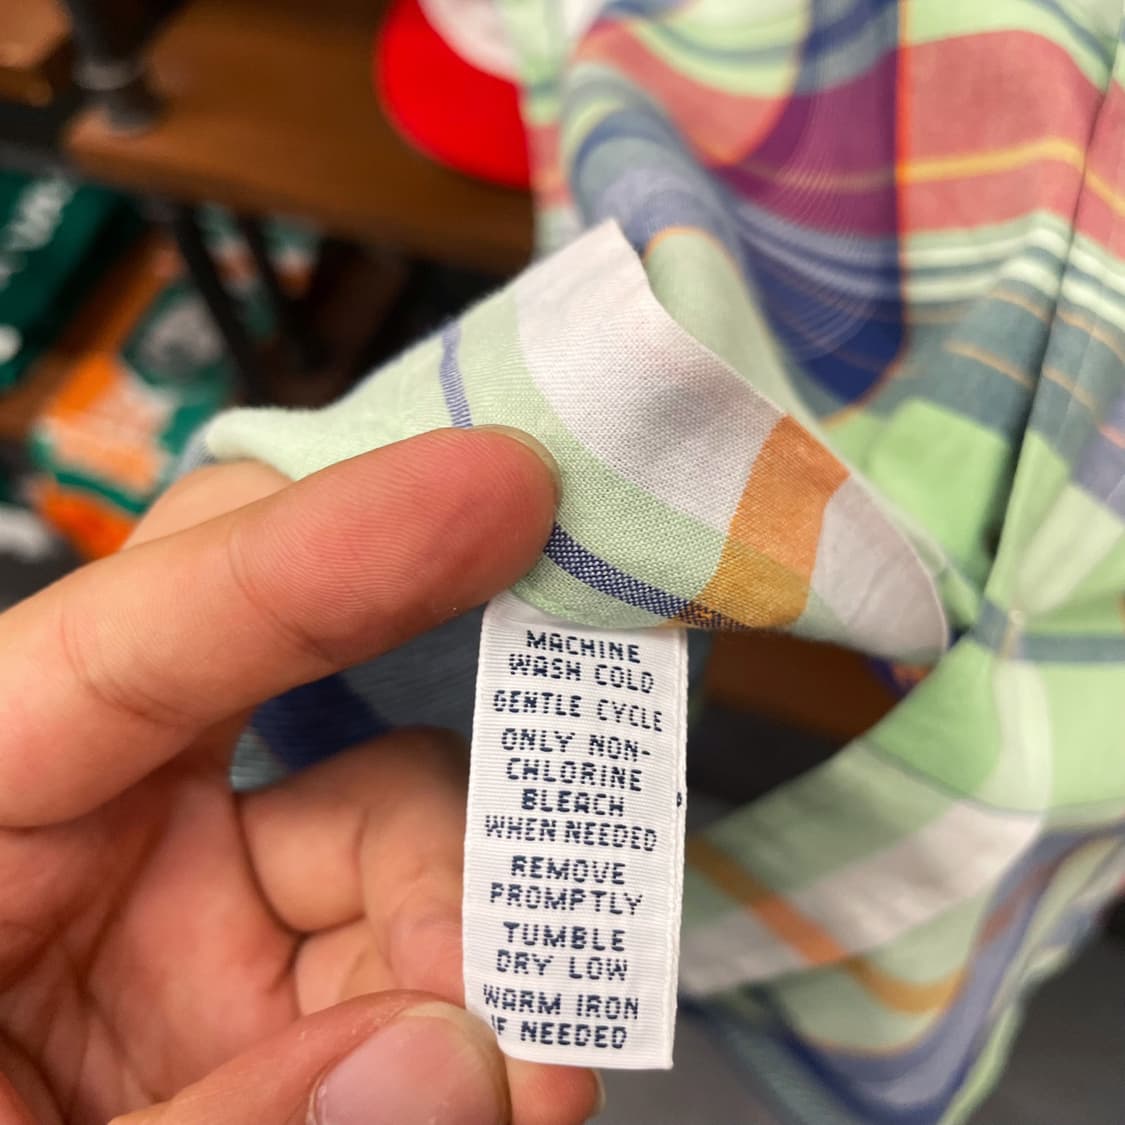 MACHINE
WASH COLD
GENTLE CYCLE
ONLY NON-
CHLORINE
BLEACH
WHEN NEEDED
REMOVE
PROMPTLY
TUMBLE
DRY LOW
WARM IRON
IF NEEDED